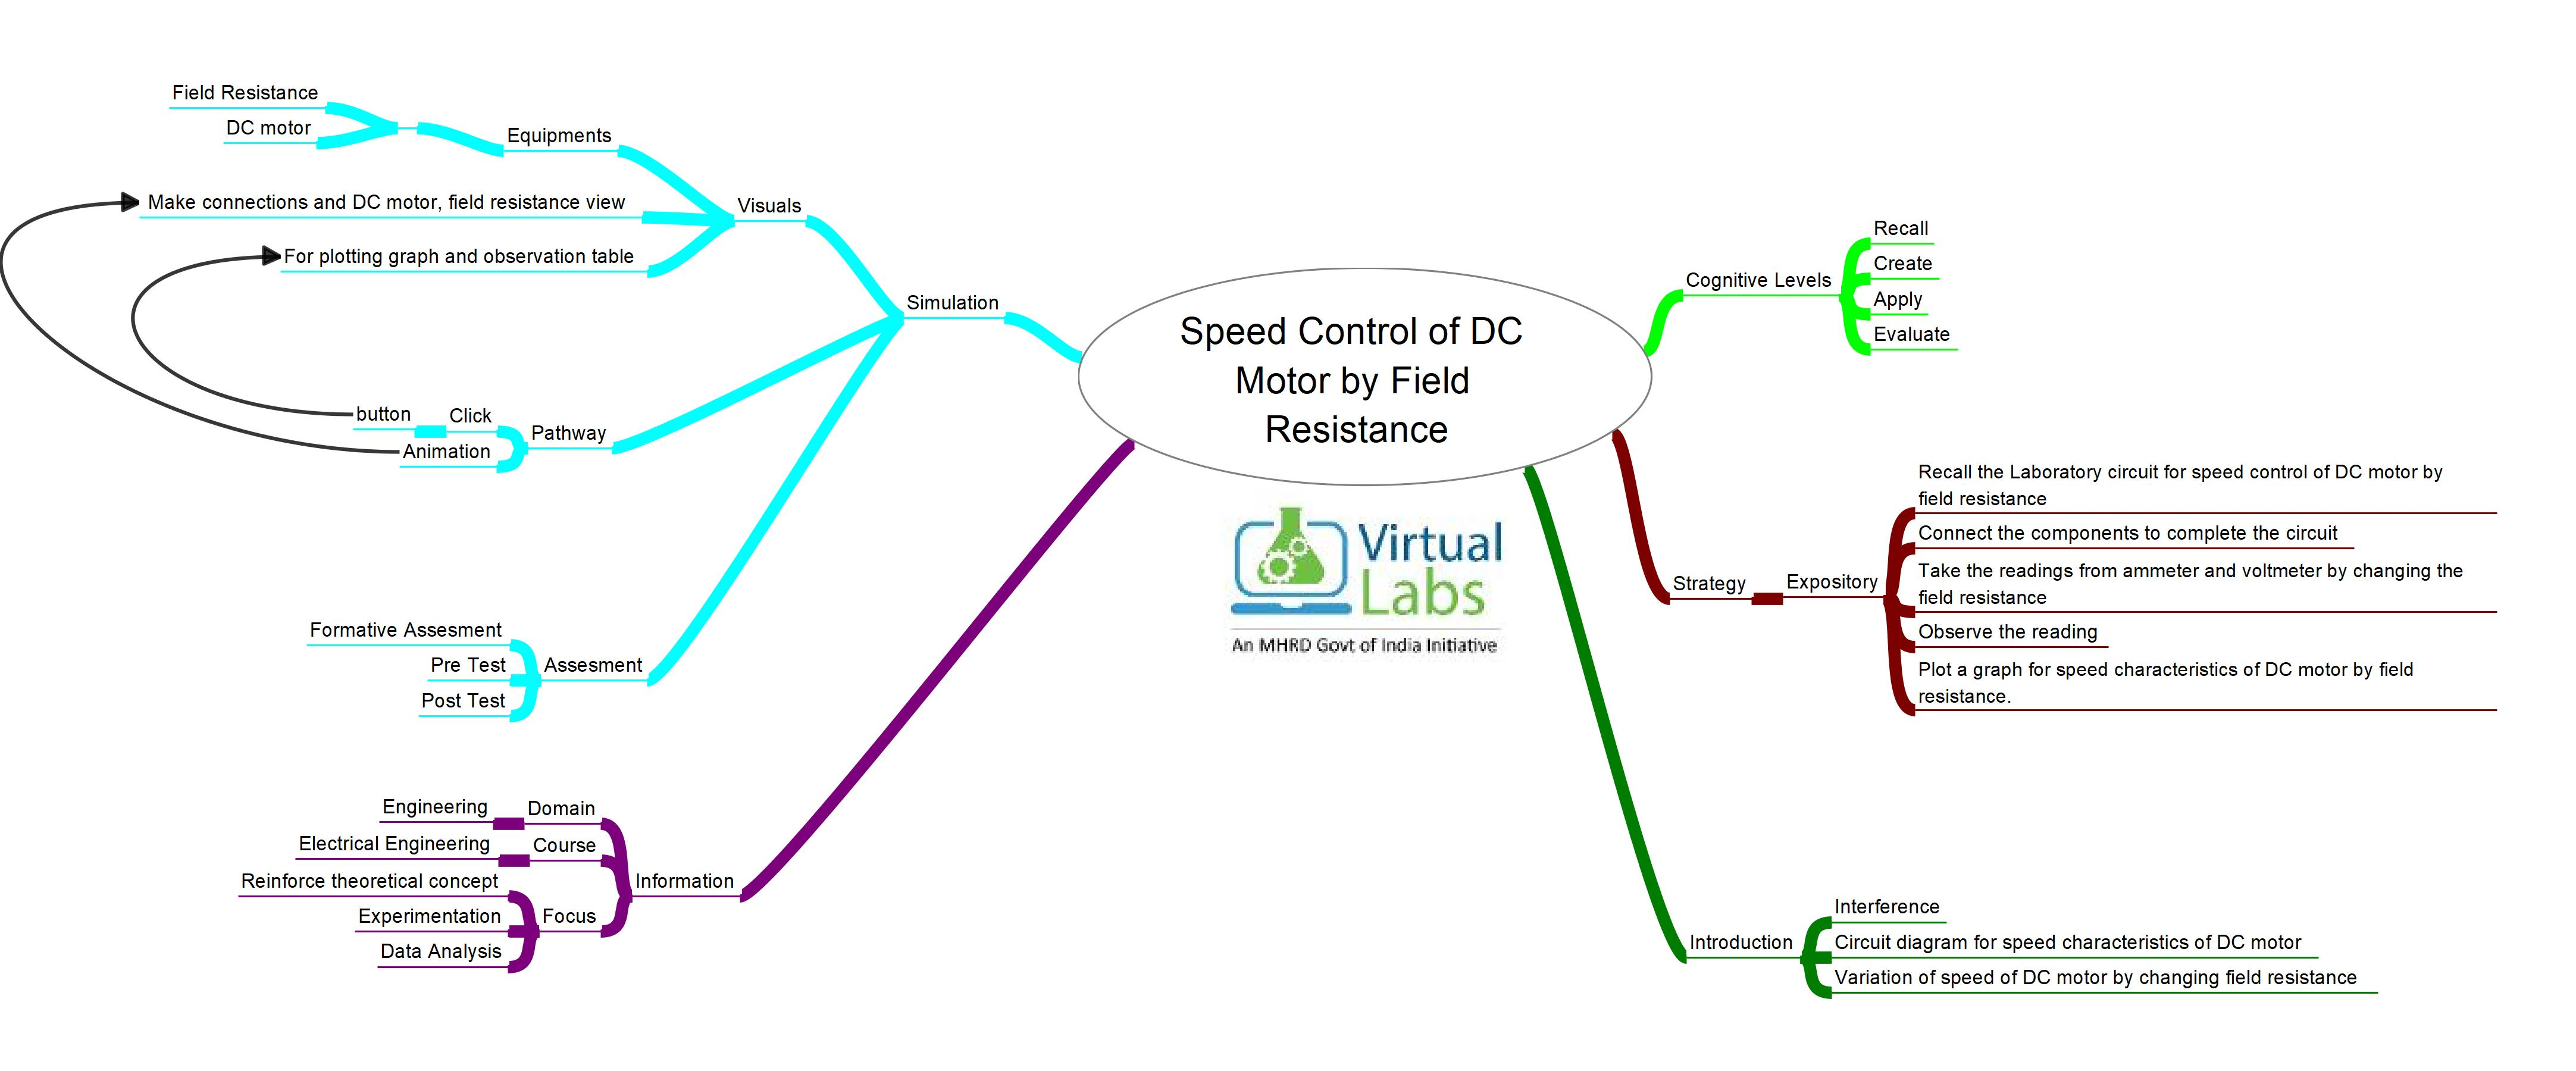 Speed Control of DC
Motor by Field
Resistance
Virtual
Labs
An MHRD Govt of India Initiative
Simulation
Visuals
Equipments
Field Resistance
DC motor
Make connections and DC motor, field resistance view
For plotting graph and observation table
Pathway
Click
button
Animation
Assesment
Formative Assesment
Pre Test
Post Test
Information
Domain
Engineering
Course
Electrical Engineering
Focus
Reinforce theoretical concept
Experimentation
Data Analysis
Cognitive Levels
Recall
Create
Apply
Evaluate
Strategy
Expository
Recall the Laboratory circuit for speed control of DC motor by
field resistance
Connect the components to complete the circuit
Take the readings from ammeter and voltmeter by changing the
field resistance
Observe the reading
Plot a graph for speed characteristics of DC motor by field
resistance.
Introduction
Interference
Circuit diagram for speed characteristics of DC motor
Variation of speed of DC motor by changing field resistance